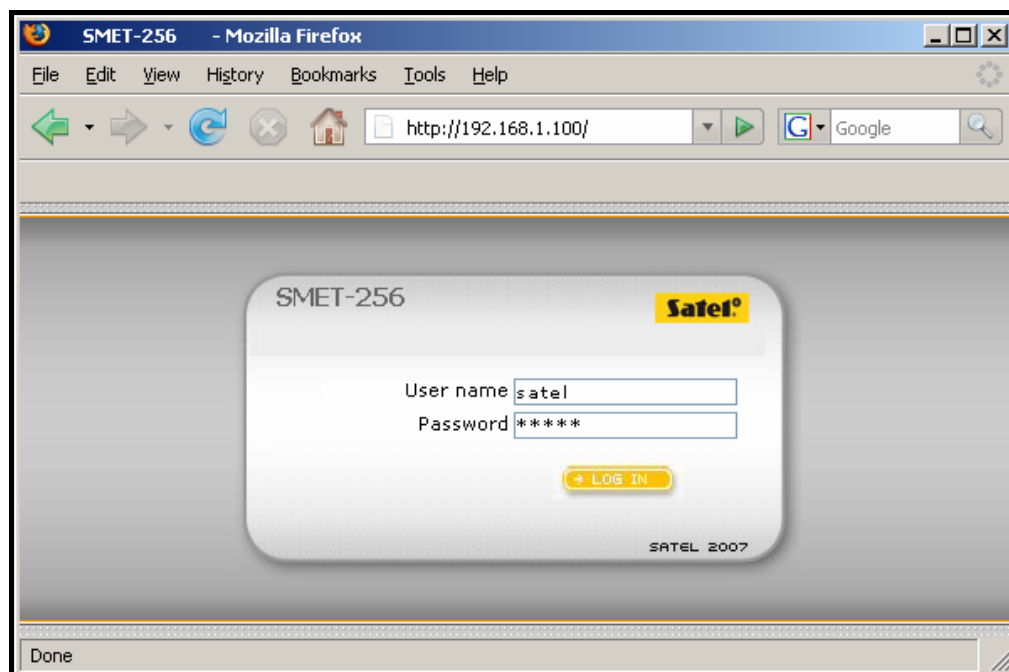 SMET-256 - Mozilla Firefox
File Edit View History Bookmarks Tools Help
http://192.168.1.100/ G Google
SMET-256
Satel®
User name satel
Password *****
LOG IN
SATEL 2007
Done